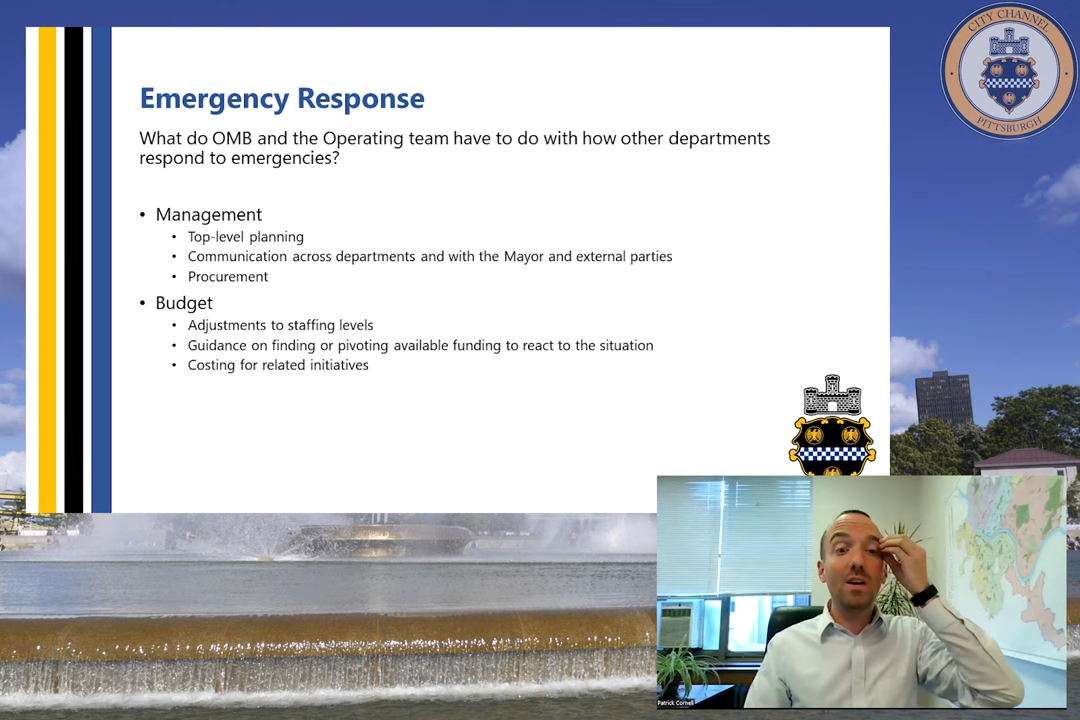 Emergency Response
What do OMB and the Operating team have to do with how other departments
respond to emergencies?
• Management
• Top-level planning
• Communication across departments and with the Mayor and external parties
• Procurement
• Budget
• Adjustments to staffing levels
• Guidance on finding or pivoting available funding to react to the situation
• Costing for related initiatives
CITY CHANNEL
PITTSBURGH
Patrick Cornell